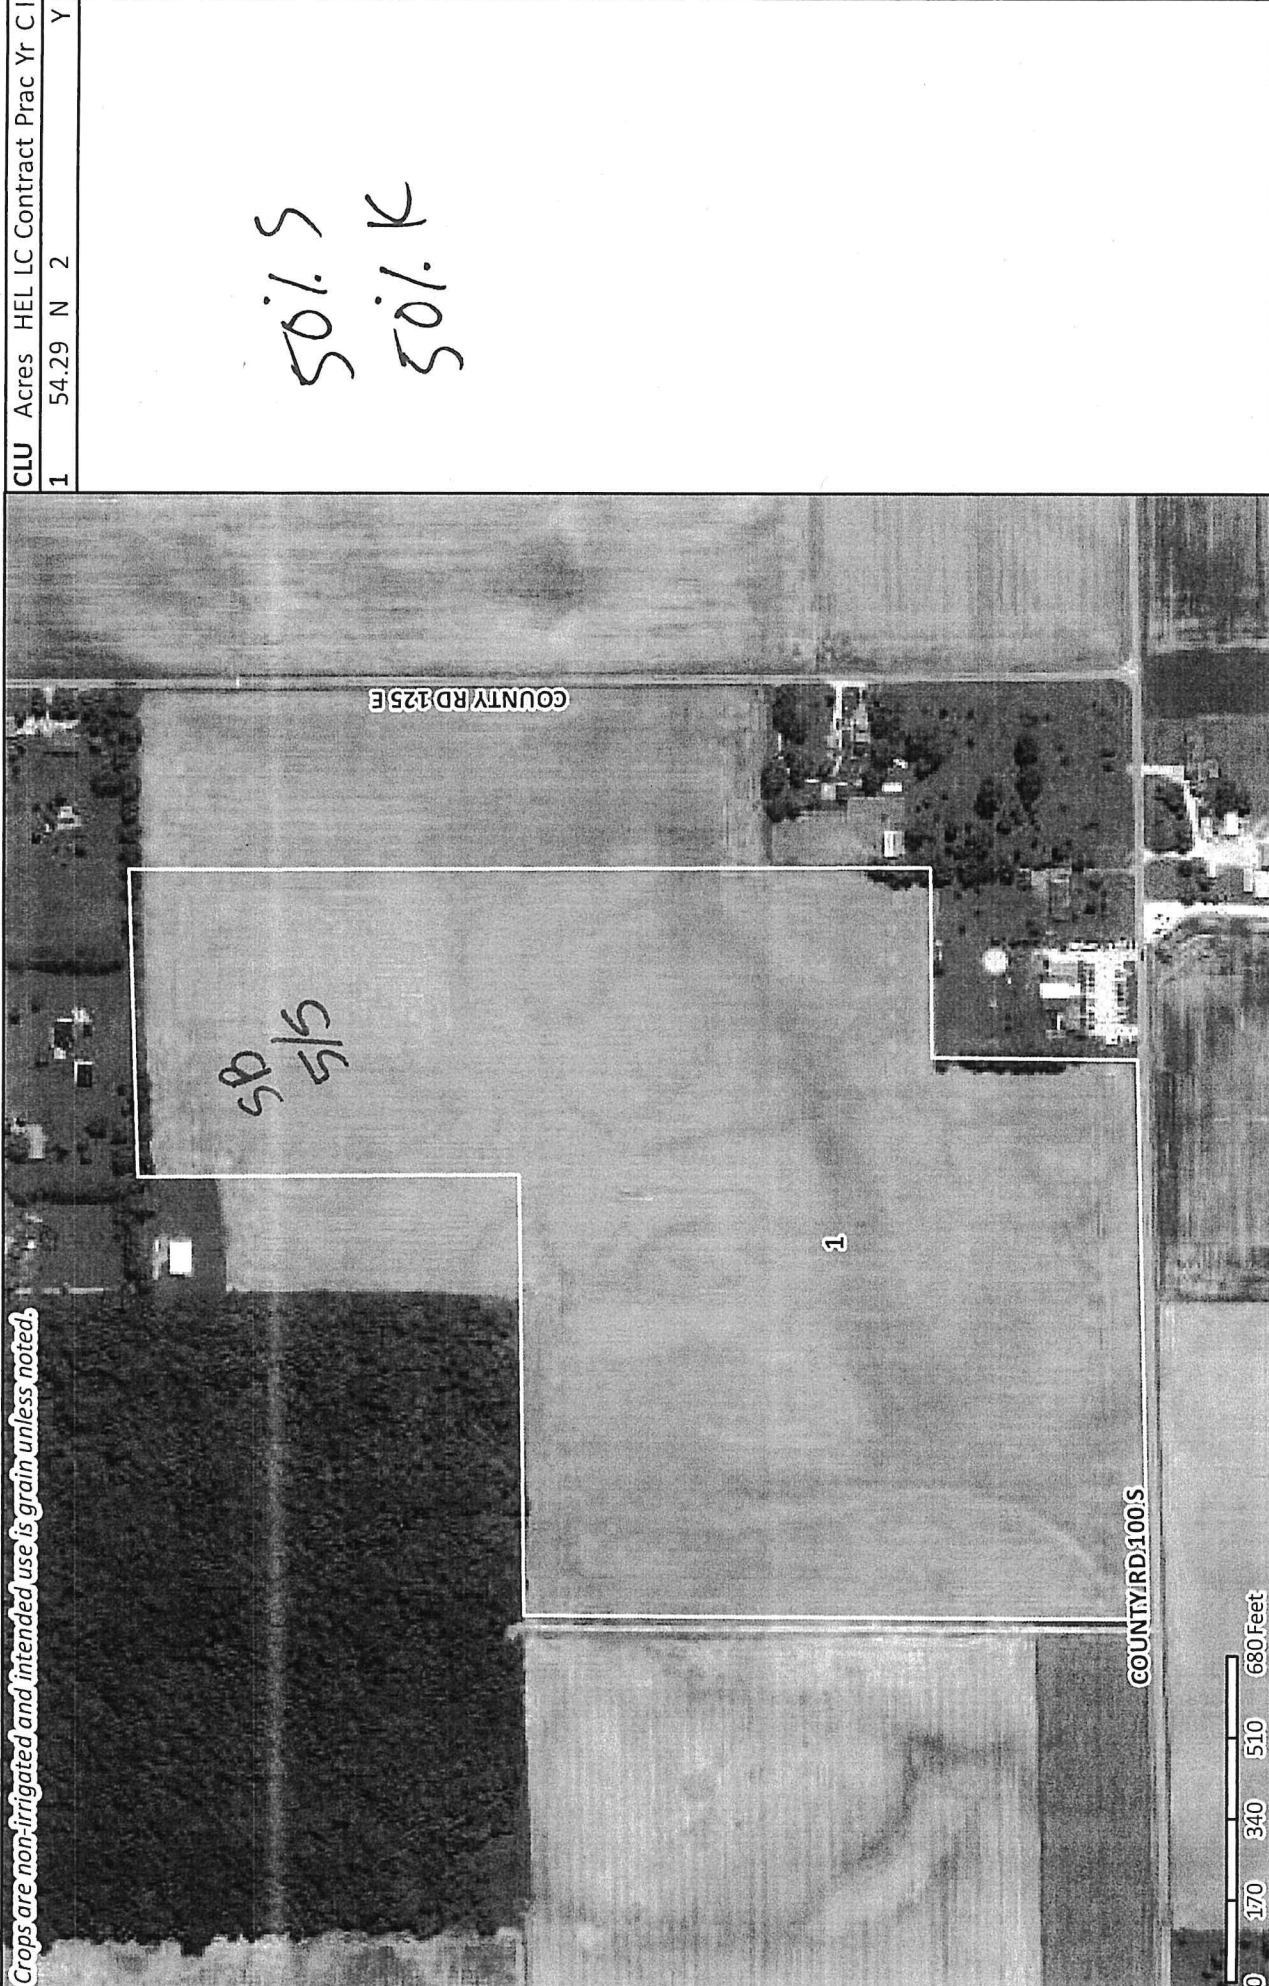 Crops are non-irrigated and intended use is grain unless noted.
CLU Acres HEL LC Contract Prac Yr C I
1 54.29 N 2 Y
50% S
50% K
SB
5/5
COUNTY RD 125 E
1
COUNTY RD 100 S
0 170 340 510 680 Feet